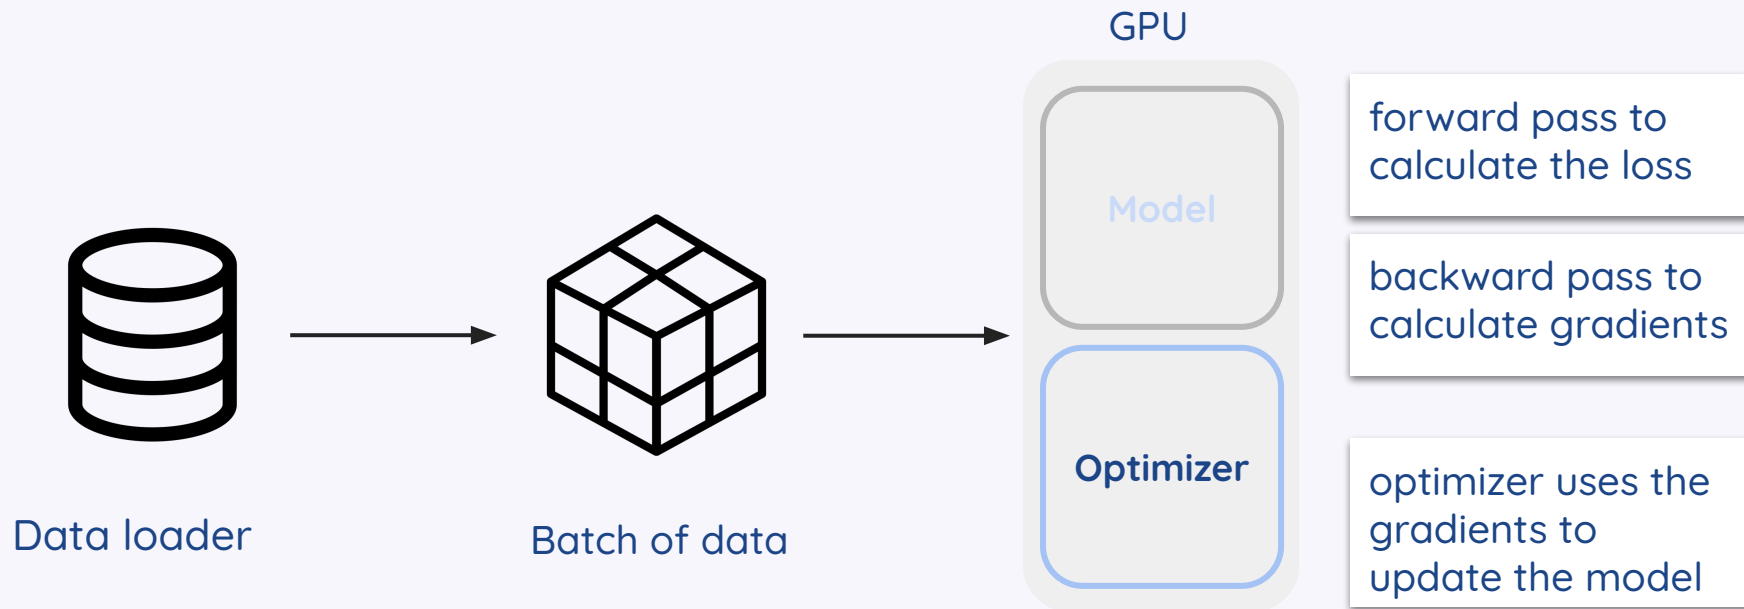 GPU
forward pass to
calculate the loss
Model
backward pass to
calculate gradients
Optimizer
optimizer uses the
gradients to
update the model
Data loader
Batch of data